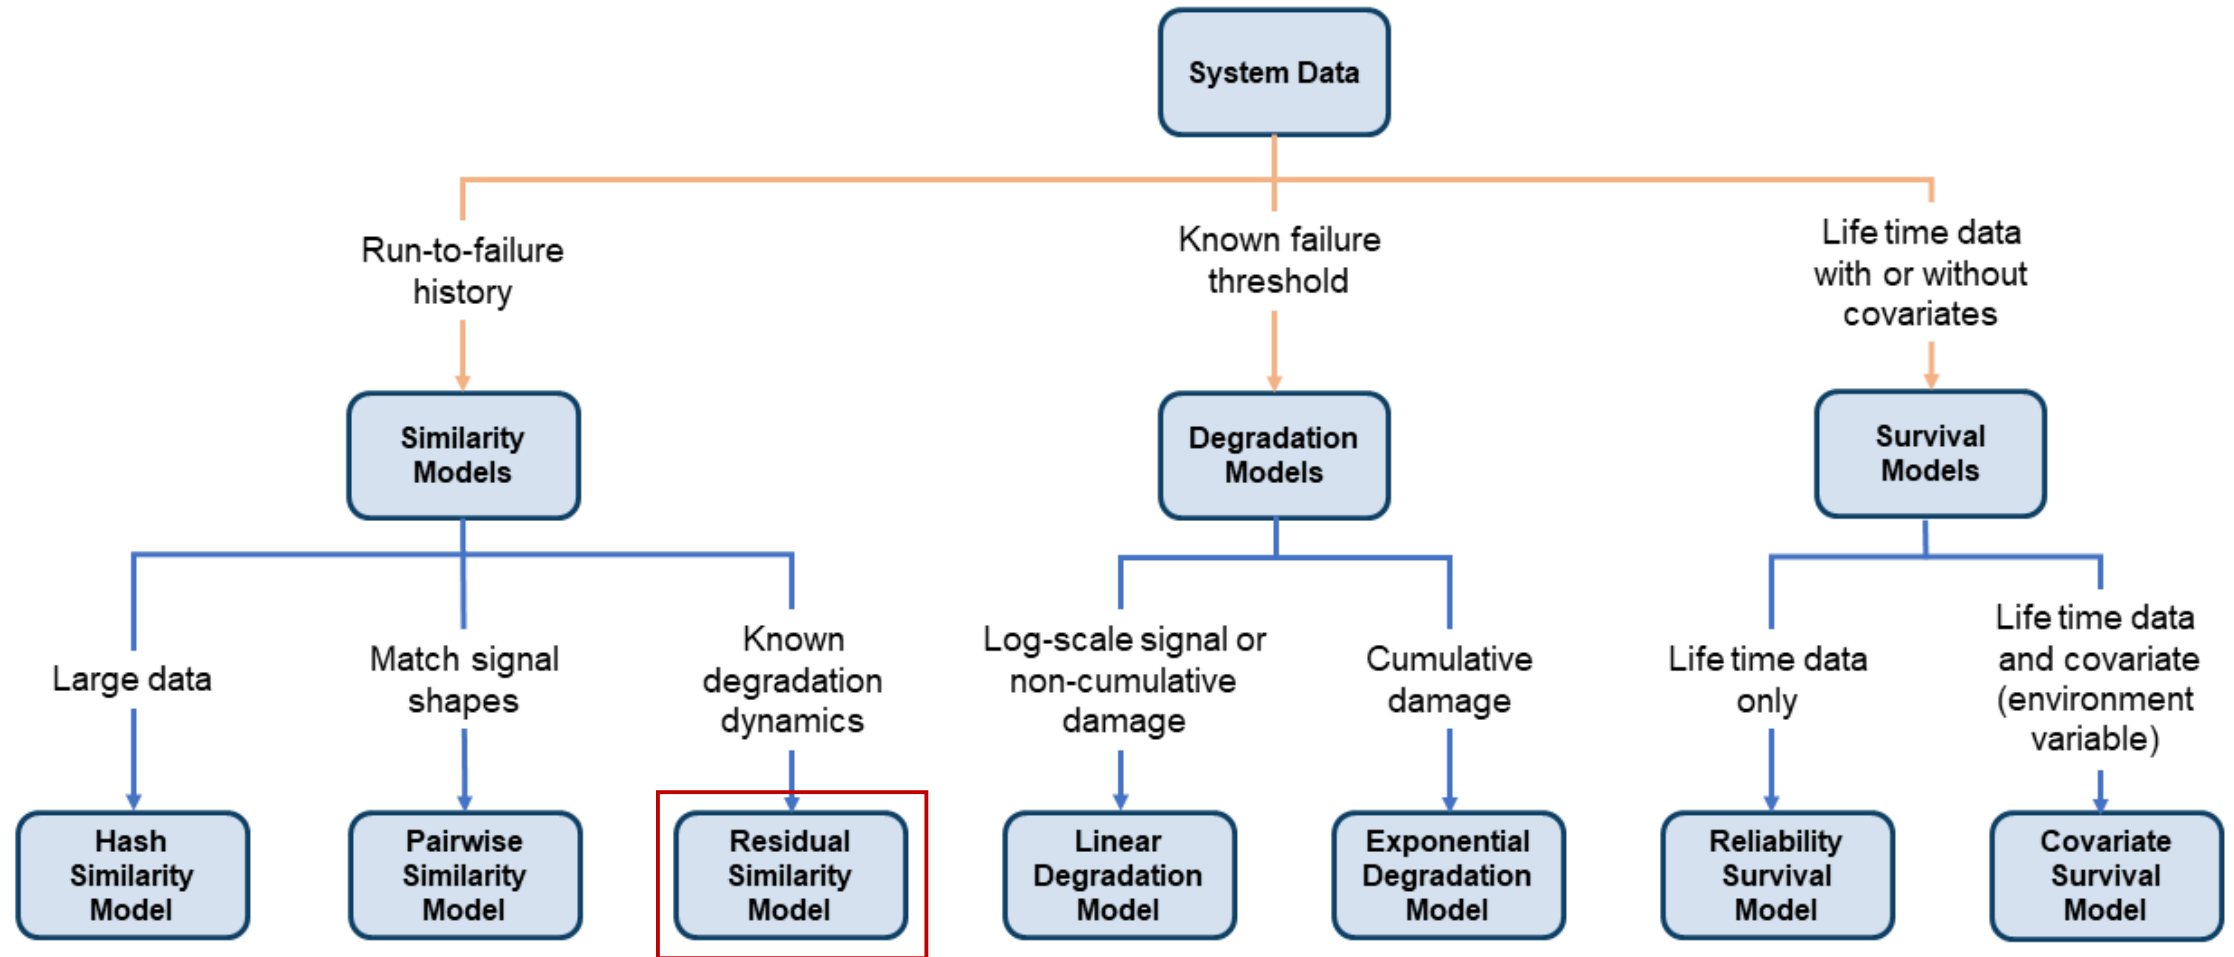 System Data
Run-to-failure
history
Known failure
threshold
Life time data
with or without
covariates
Similarity
Models
Degradation
Models
Survival
Models
Large data
Match signal
shapes
Known
degradation
dynamics
Log-scale signal or
non-cumulative
damage
Cumulative
damage
Life time data
only
Life time data
and covariate
(environment
variable)
Hash
Similarity
Model
Pairwise
Similarity
Model
Residual
Similarity
Model
Linear
Degradation
Model
Exponential
Degradation
Model
Reliability
Survival
Model
Covariate
Survival
Model